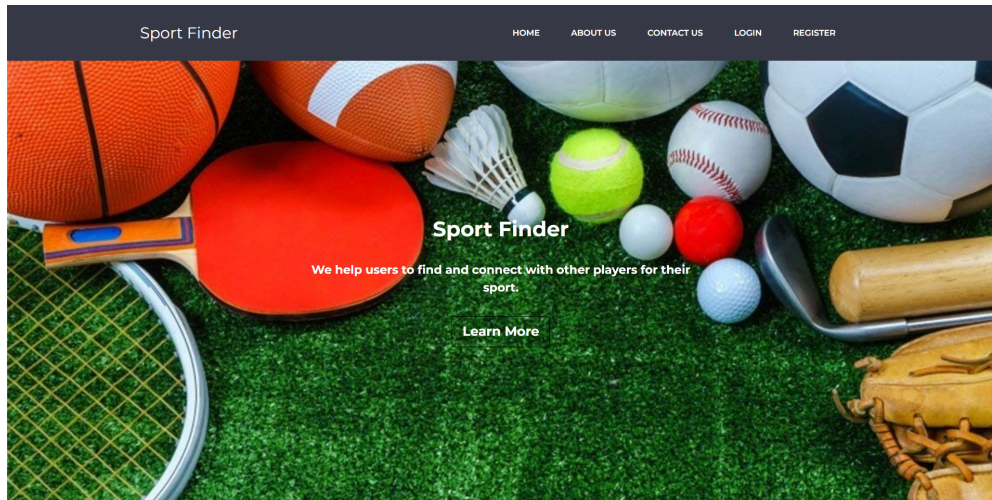 Sport Finder
HOME ABOUT US CONTACT US LOGIN REGISTER
Sport Finder
We help users to find and connect with other players for their
sport.
Learn More